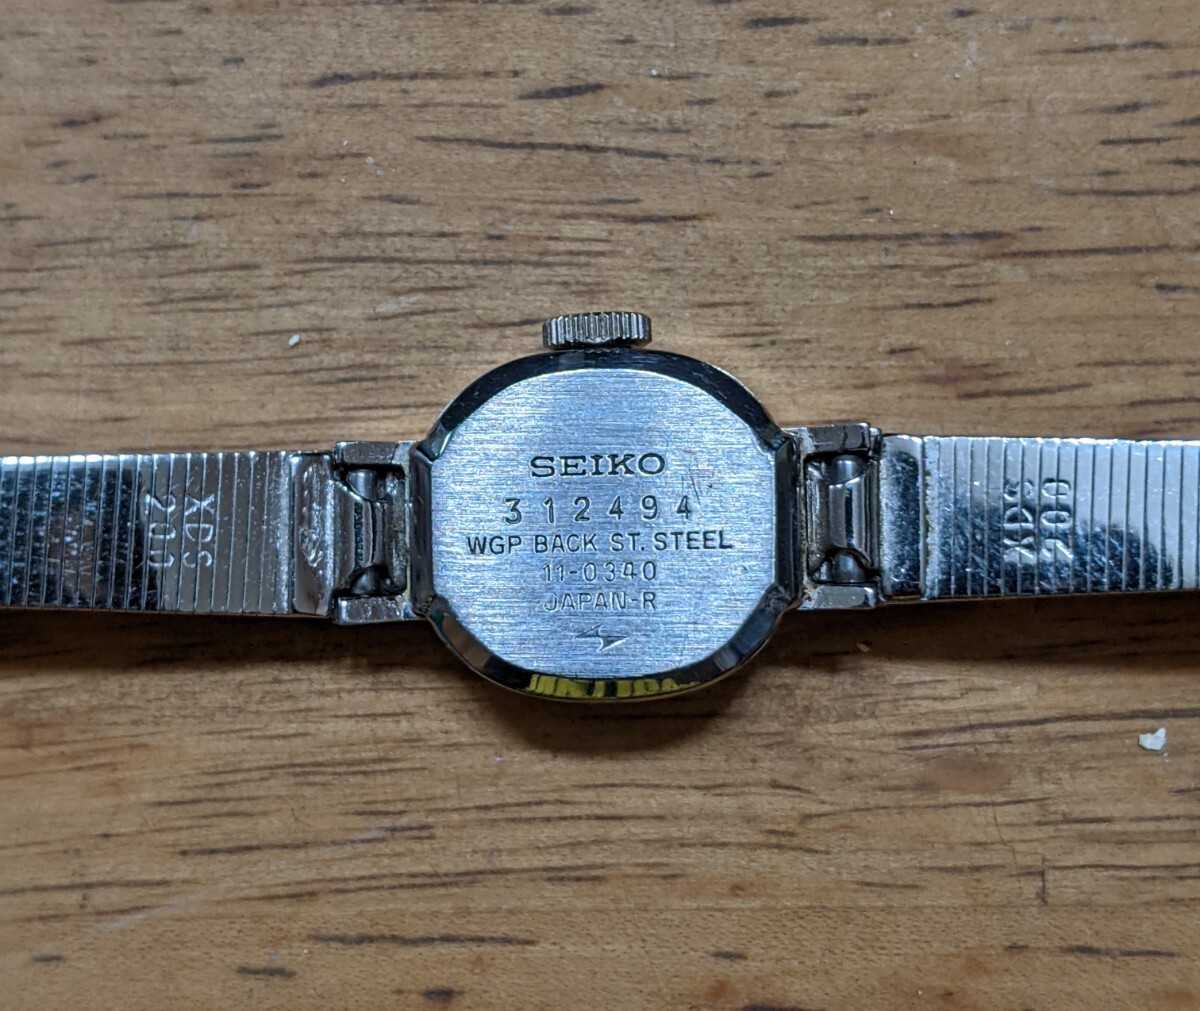 SEIKO
312494
WGP BACK ST. STEEL
11-0340
JAPAN-R
XDS
200
XDS
200